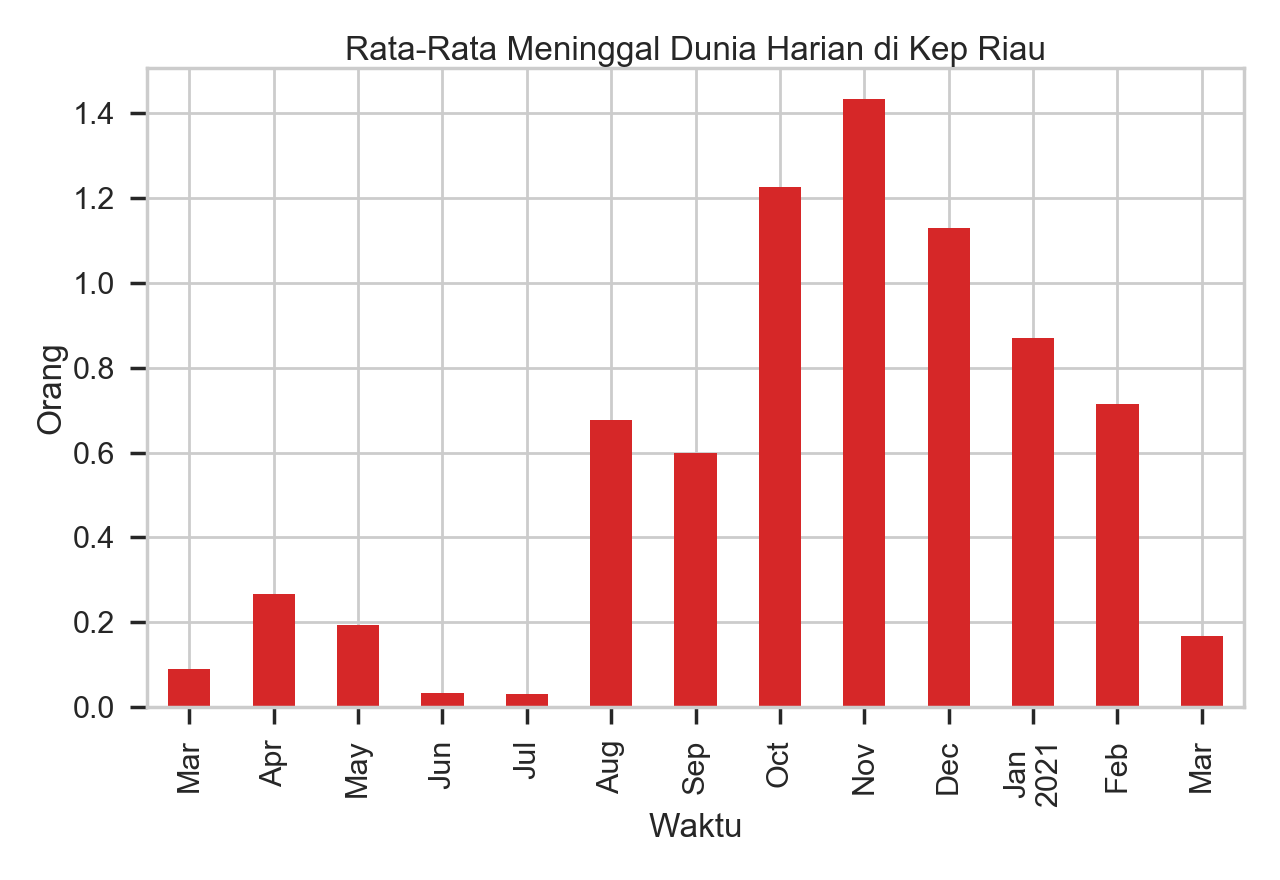 Rata-Rata Meninggal Dunia Harian di Kep Riau
Orang
1.4
1.2
1.0
0.8
0.6
0.4
0.2
0.0
Mar
Apr
May
Jun
Jul
Aug
Sep
Oct
Nov
Dec
Jan
2021
Feb
Mar
Waktu